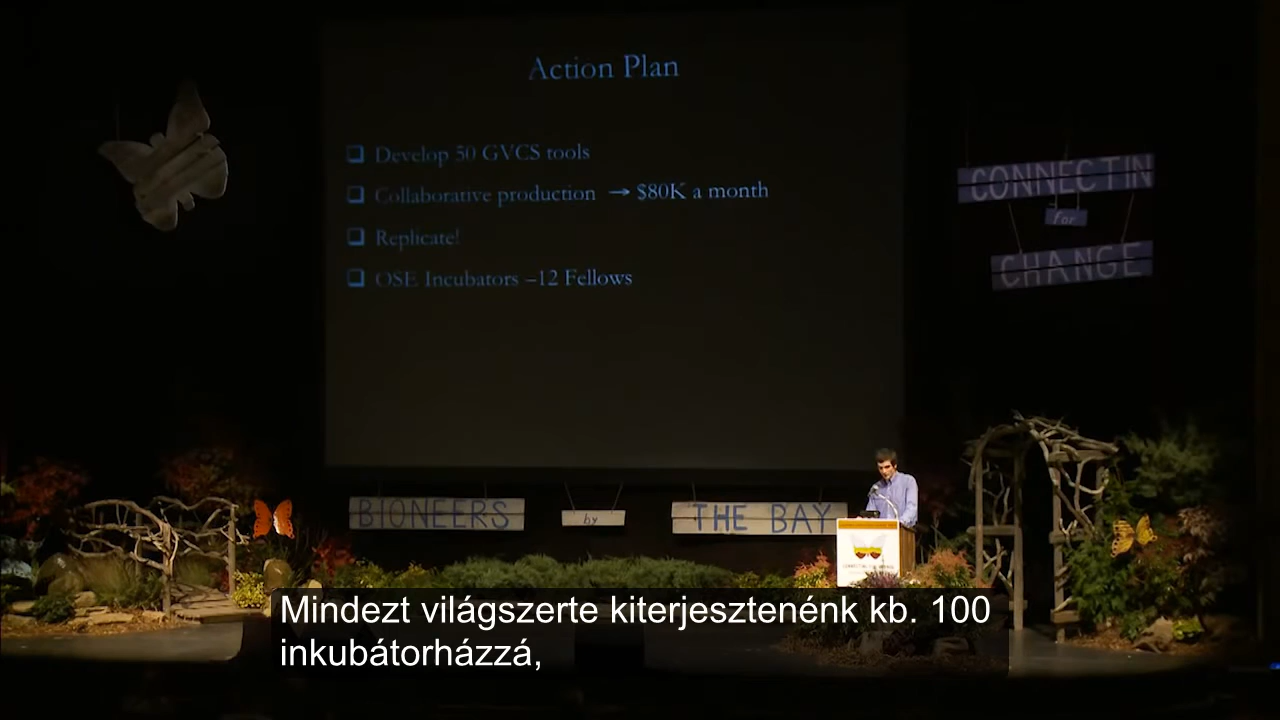 Action Plan
❑ Develop 50 GVCS tools
❑ Collaborative production → $80K a month
❑ Replicate!
❑ OSE Incubators –12 Fellows
CONNECTIN
for
CHANGE
BIONEERS by THE BAY
Mindezt világszerte kiterjesztenénk kb. 100
inkubátorházzá,